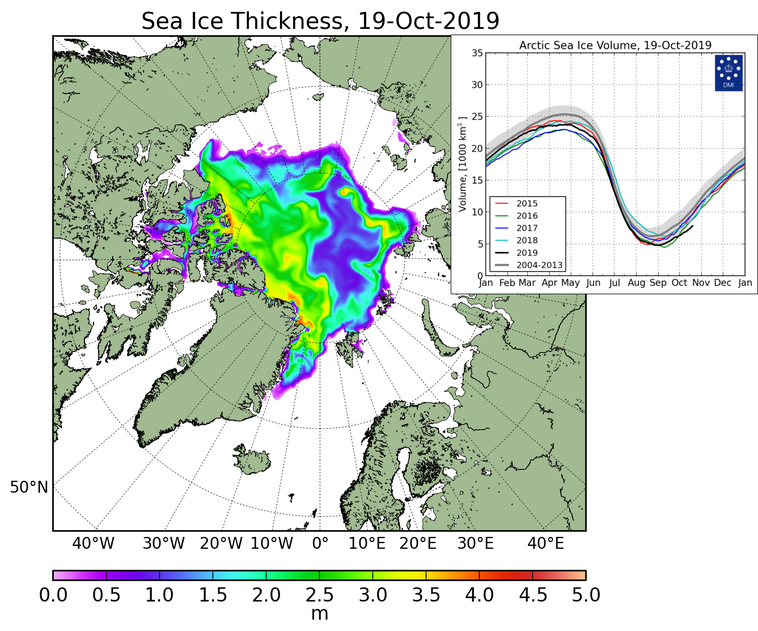 Sea Ice Thickness, 19-Oct-2019
Arctic Sea Ice Volume, 19-Oct-2019
35
30
25
20
15
10
5
0
Volume, [1000 km³]
DMI
2015
2016
2017
2018
2019
2004-2013
Jan Feb Mar Apr May Jun Jul Aug Sep Oct Nov Dec Jan
50°N
40°W 30°W 20°W 10°W 0° 10°E 20°E 30°E 40°E
0.0 0.5 1.0 1.5 2.0 2.5 3.0 3.5 4.0 4.5 5.0
m